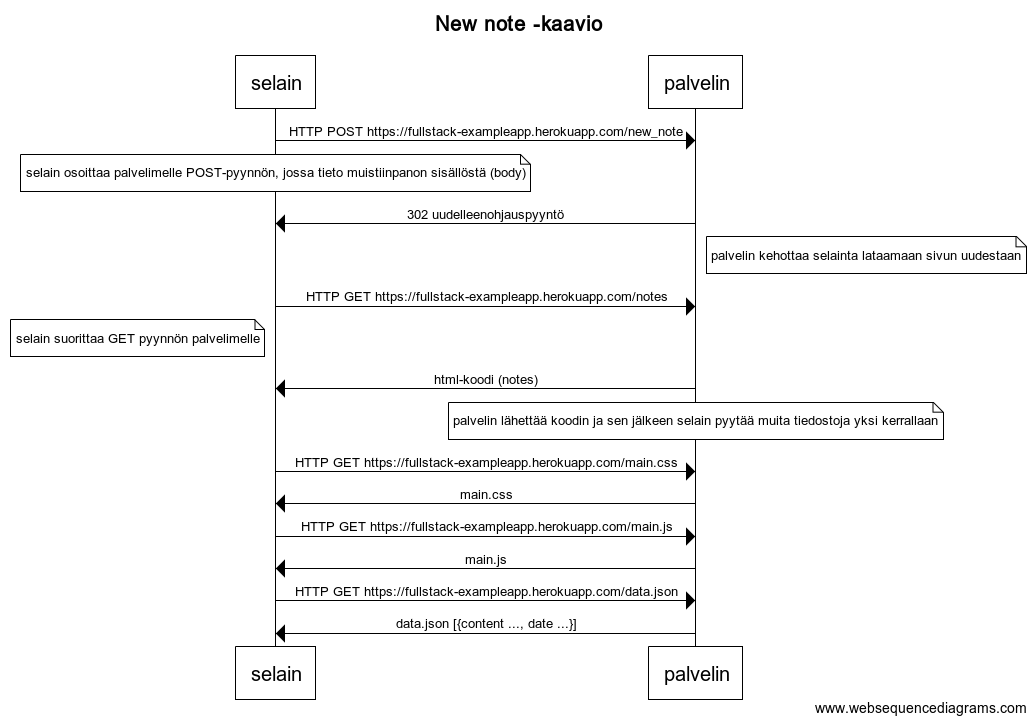 New note -kaavio
selain
palvelin
HTTP POST https://fullstack-exampleapp.herokuapp.com/new_note
selain osoittaa palvelimelle POST-pyynnön, jossa tieto muistiinpanon sisällöstä (body)
302 uudelleenohjauspyyntö
palvelin kehottaa selainta lataamaan sivun uudestaan
HTTP GET https://fullstack-exampleapp.herokuapp.com/notes
selain suorittaa GET pyynnön palvelimelle
html-koodi (notes)
palvelin lähettää koodin ja sen jälkeen selain pyytää muita tiedostoja yksi kerrallaan
HTTP GET https://fullstack-exampleapp.herokuapp.com/main.css
main.css
HTTP GET https://fullstack-exampleapp.herokuapp.com/main.js
main.js
HTTP GET https://fullstack-exampleapp.herokuapp.com/data.json
data.json [{content ..., date ...}]
selain
palvelin
www.websequencediagrams.com